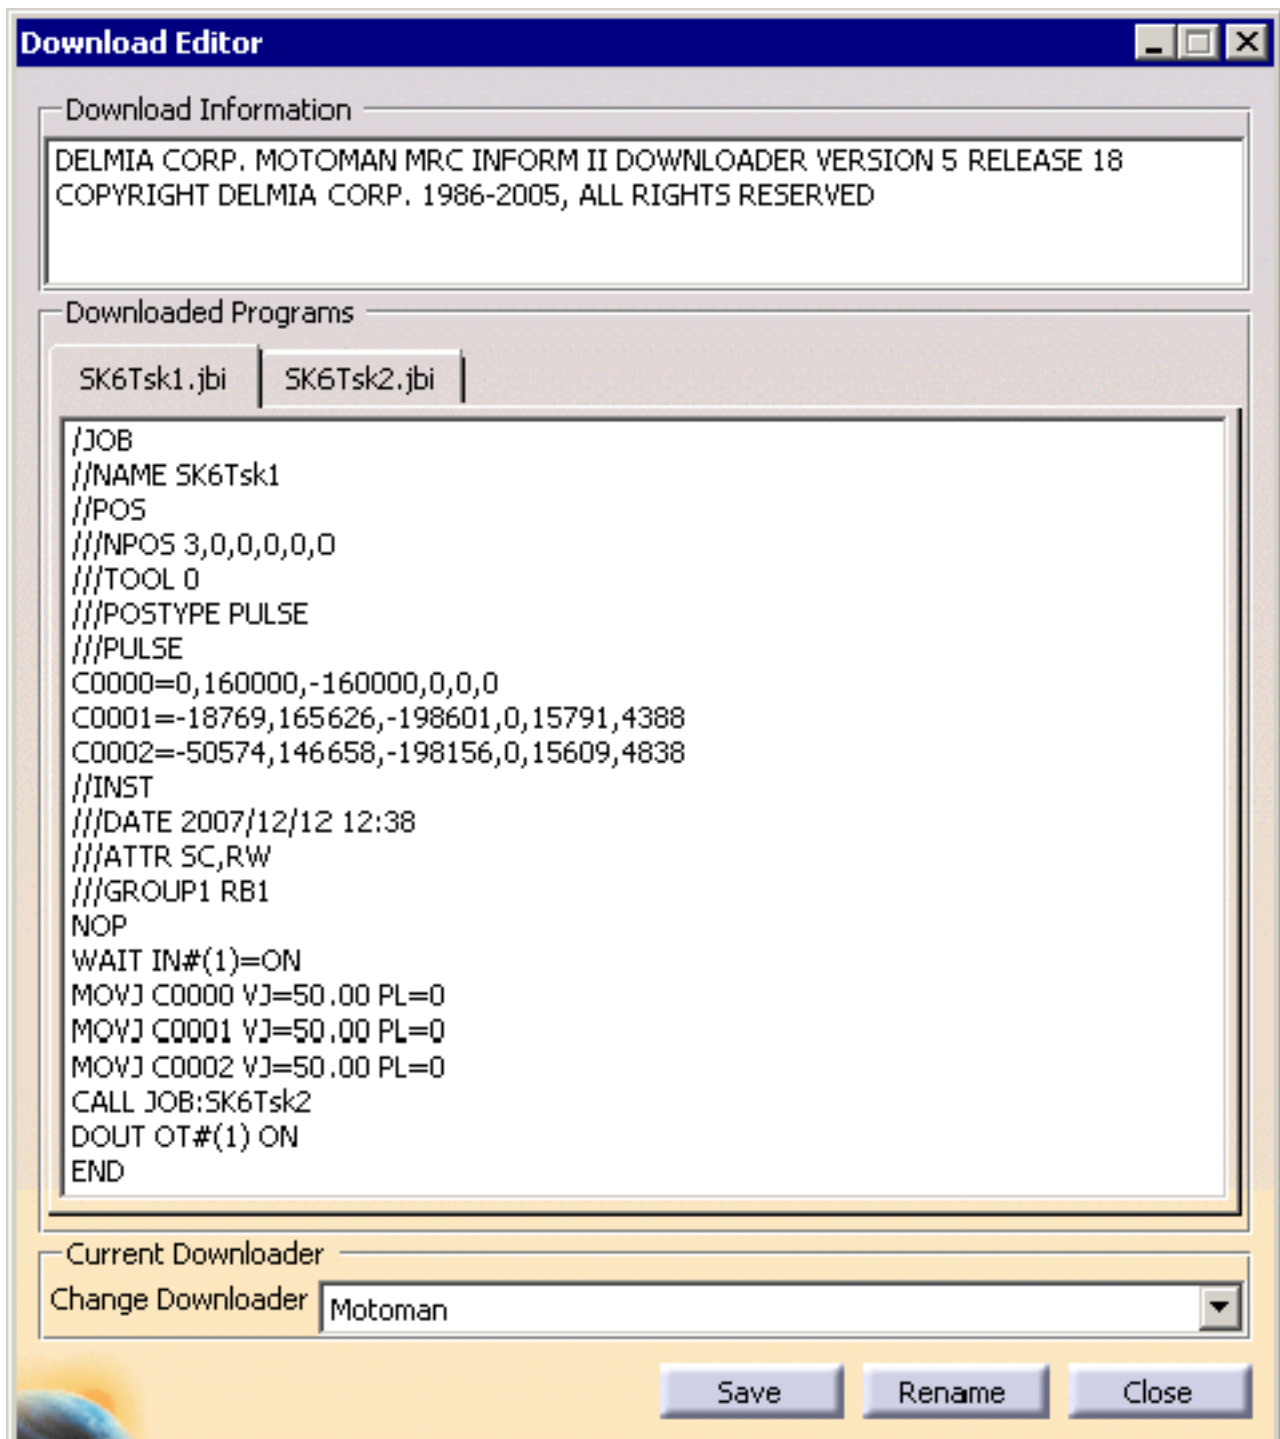 Download Editor
Download Information
DELMIA CORP. MOTOMAN MRC INFORM II DOWNLOADER VERSION 5 RELEASE 18
COPYRIGHT DELMIA CORP. 1986-2005, ALL RIGHTS RESERVED
Downloaded Programs
SK6Tsk1.jbi SK6Tsk2.jbi
/JOB
//NAME SK6Tsk1
//POS
///NPOS 3,0,0,0,0,O
///TOOL 0
///POSTYPE PULSE
///PULSE
C0000=0,160000,-160000,0,0,0
C0001=-18769,165626,-198601,0,15791,4388
C0002=-50574,146658,-198156,0,15609,4838
//INST
///DATE 2007/12/12 12:38
///ATTR SC,RW
///GROUP1 RB1
NOP
WAIT IN#(1)=ON
MOVJ C0000 VJ=50.00 PL=0
MOVJ C0001 VJ=50.00 PL=0
MOVJ C0002 VJ=50.00 PL=0
CALL JOB:SK6Tsk2
DOUT OT#(1) ON
END
Current Downloader
Change Downloader Motoman
Save Rename Close